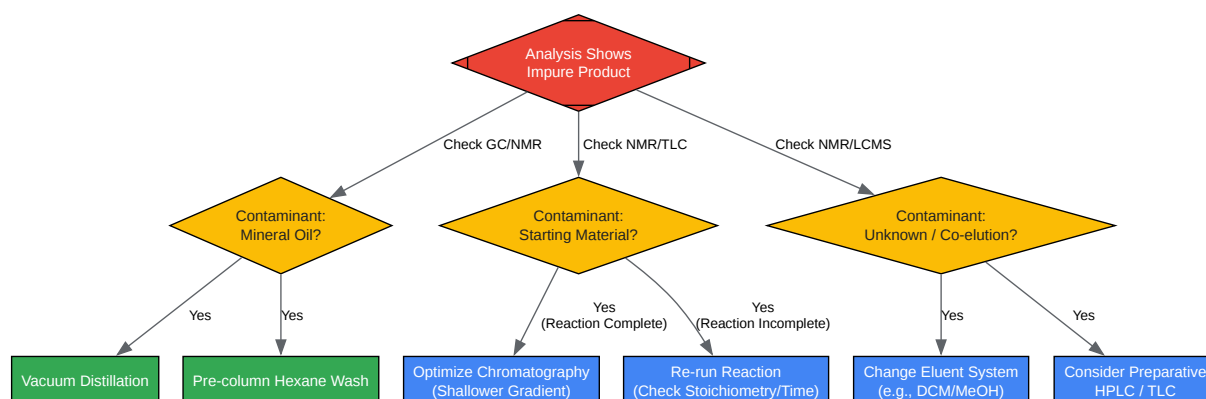 Analysis Shows
Impure Product
Check GC/NMR
Check NMR/TLC
Check NMR/LCMS
Contaminant:
Mineral Oil?
Contaminant:
Starting Material?
Contaminant:
Unknown / Co-elution?
Yes
Yes
Yes
(Reaction Complete)
Yes
(Reaction Incomplete)
Yes
Yes
Vacuum Distillation
Pre-column Hexane Wash
Optimize Chromatography
(Shallower Gradient)
Re-run Reaction
(Check Stoichiometry/Time)
Change Eluent System
(e.g., DCM/MeOH)
Consider Preparative
HPLC / TLC